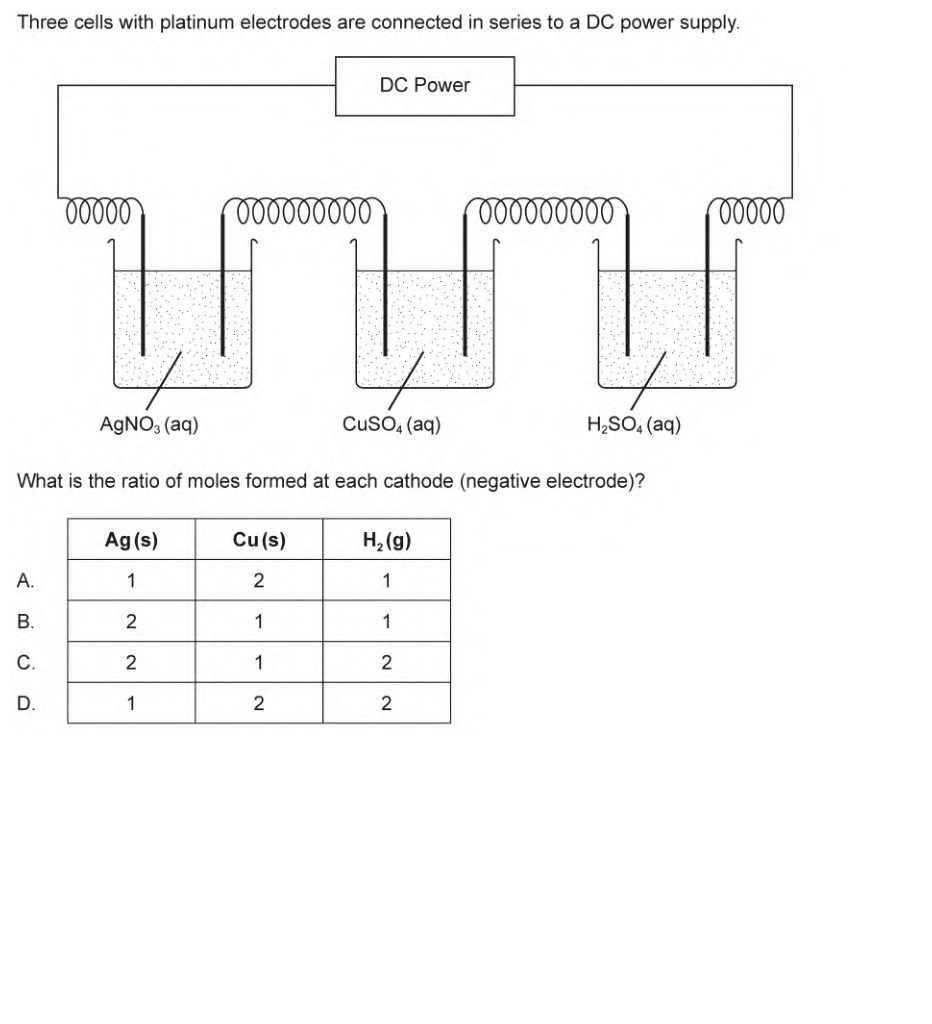 Three cells with platinum electrodes are connected in series to a DC power supply.
DC Power
AgNO₃ (aq)
CuSO₄ (aq)
H₂SO₄ (aq)
What is the ratio of moles formed at each cathode (negative electrode)?
Ag (s) Cu (s) H₂ (g)
A. 1 2 1
B. 2 1 1
C. 2 1 2
D. 1 2 2